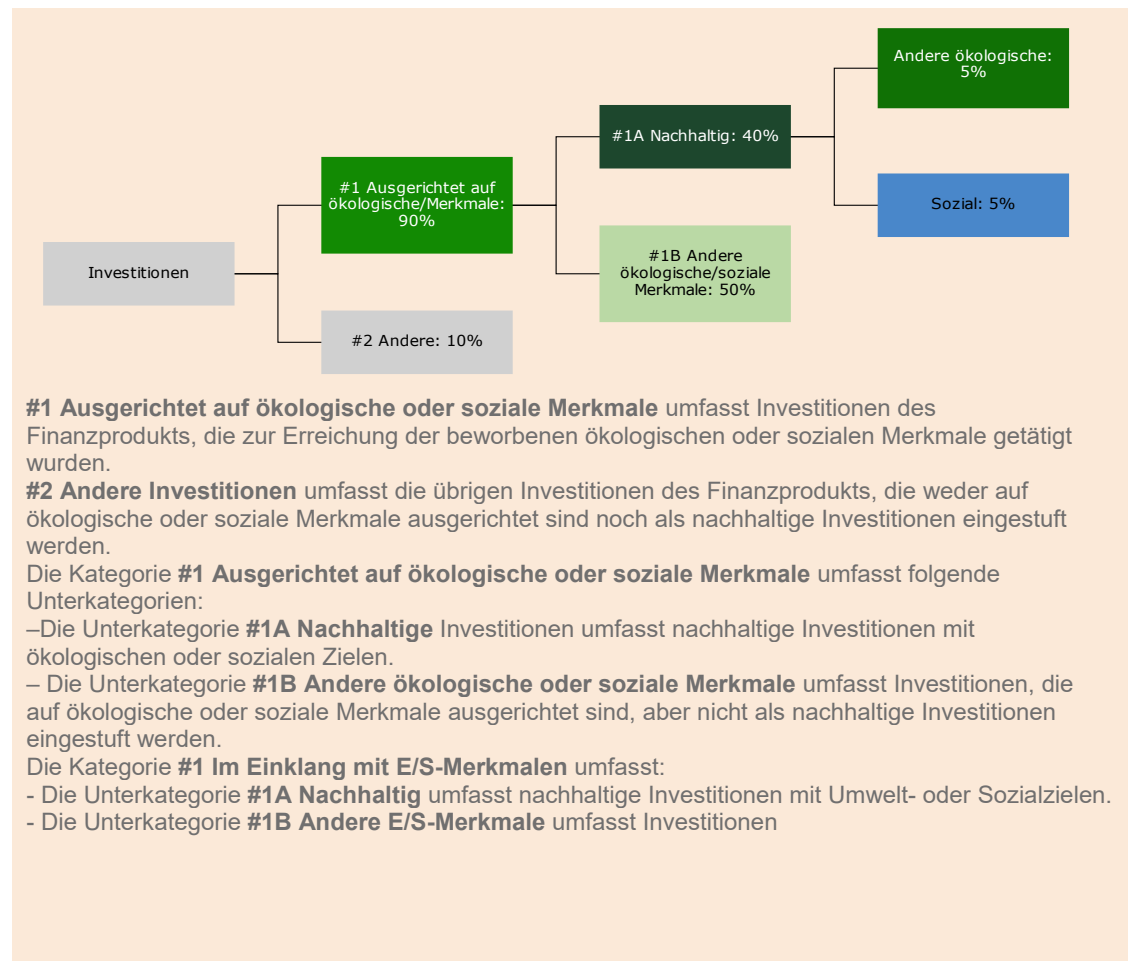 Andere ökologische:
5%
#1A Nachhaltig: 40%
#1 Ausgerichtet auf
ökologische/Merkmale:
90%
Sozial: 5%
Investitionen
#1B Andere
ökologische/soziale
Merkmale: 50%
#2 Andere: 10%
#1 Ausgerichtet auf ökologische oder soziale Merkmale umfasst Investitionen des
Finanzprodukts, die zur Erreichung der beworbenen ökologischen oder sozialen Merkmale getätigt
wurden.
#2 Andere Investitionen umfasst die übrigen Investitionen des Finanzprodukts, die weder auf
ökologische oder soziale Merkmale ausgerichtet sind noch als nachhaltige Investitionen eingestuft
werden.
Die Kategorie #1 Ausgerichtet auf ökologische oder soziale Merkmale umfasst folgende
Unterkategorien:
–Die Unterkategorie #1A Nachhaltige Investitionen umfasst nachhaltige Investitionen mit
ökologischen oder sozialen Zielen.
– Die Unterkategorie #1B Andere ökologische oder soziale Merkmale umfasst Investitionen, die
auf ökologische oder soziale Merkmale ausgerichtet sind, aber nicht als nachhaltige Investitionen
eingestuft werden.
Die Kategorie #1 Im Einklang mit E/S-Merkmalen umfasst:
- Die Unterkategorie #1A Nachhaltig umfasst nachhaltige Investitionen mit Umwelt- oder Sozialzielen.
- Die Unterkategorie #1B Andere E/S-Merkmale umfasst Investitionen